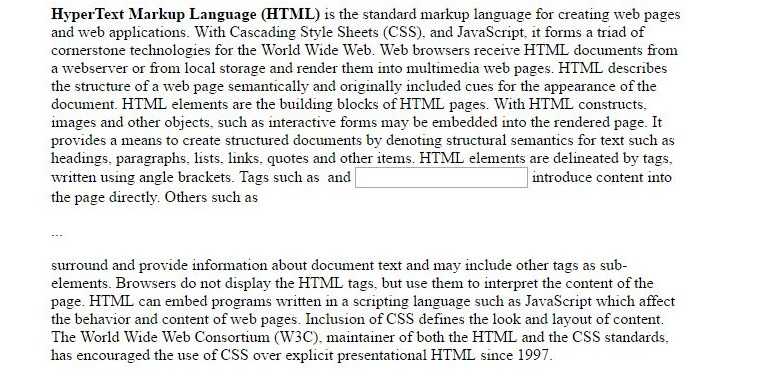 HyperText Markup Language (HTML) is the standard markup language for creating web pages
and web applications. With Cascading Style Sheets (CSS), and JavaScript, it forms a triad of
cornerstone technologies for the World Wide Web. Web browsers receive HTML documents from
a webserver or from local storage and render them into multimedia web pages. HTML describes
the structure of a web page semantically and originally included cues for the appearance of the
document. HTML elements are the building blocks of HTML pages. With HTML constructs,
images and other objects, such as interactive forms may be embedded into the rendered page. It
provides a means to create structured documents by denoting structural semantics for text such as
headings, paragraphs, lists, links, quotes and other items. HTML elements are delineated by tags,
written using angle brackets. Tags such as and introduce content into
the page directly. Others such as
...
surround and provide information about document text and may include other tags as sub-
elements. Browsers do not display the HTML tags, but use them to interpret the content of the
page. HTML can embed programs written in a scripting language such as JavaScript which affect
the behavior and content of web pages. Inclusion of CSS defines the look and layout of content.
The World Wide Web Consortium (W3C), maintainer of both the HTML and the CSS standards,
has encouraged the use of CSS over explicit presentational HTML since 1997.